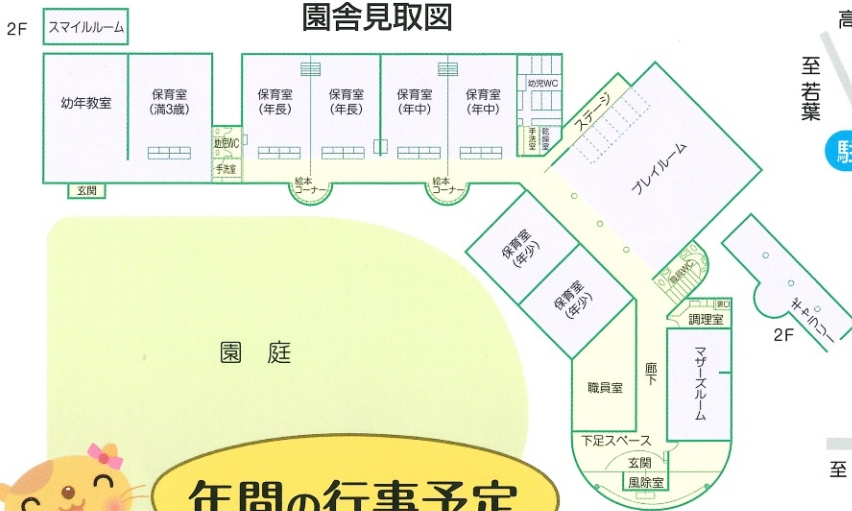 園舎見取図
2F
スマイルルーム
幼年教室
保育室
(満3歳)
保育室
(年長)
保育室
(年長)
保育室
(年中)
保育室
(年中)
幼児WC
手洗室
乾燥室
幼児WC
手洗室
ステージ
プレイルーム
玄関
絵本
コーナー
絵本
コーナー
保育室
(年少)
保育室
(年少)
職員WC
裏口
調理室
ギャラリー
2F
園 庭
職員室
廊下
マザーズルーム
下足スペース
玄関
風除室
年間の行事予定
至 若葉
高
駐
至